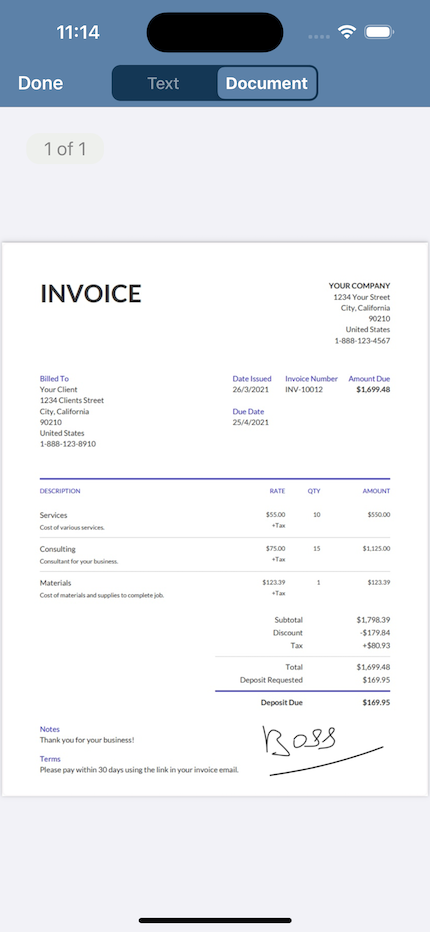 11:14
Done
Text
Document
1 of 1
INVOICE
YOUR COMPANY
1234 Your Street
City, California
90210
United States
1-888-123-4567
Billed To
Your Client
1234 Clients Street
City, California
90210
United States
1-888-123-8910
Date Issued
26/3/2021
Invoice Number
INV-10012
Amount Due
$1,699.48
Due Date
25/4/2021
DESCRIPTION RATE QTY AMOUNT
Services $55.00 10 $550.00
Cost of various services. +Tax
Consulting $75.00 15 $1,125.00
Consultant for your business. +Tax
Materials $123.39 1 $123.39
Cost of materials and supplies to complete job. +Tax
Subtotal $1,798.39
Discount -$179.84
Tax +$80.93
Total $1,699.48
Deposit Requested $169.95
Deposit Due $169.95
Notes
Thank you for your business!
Terms
Please pay within 30 days using the link in your invoice email.
Boss